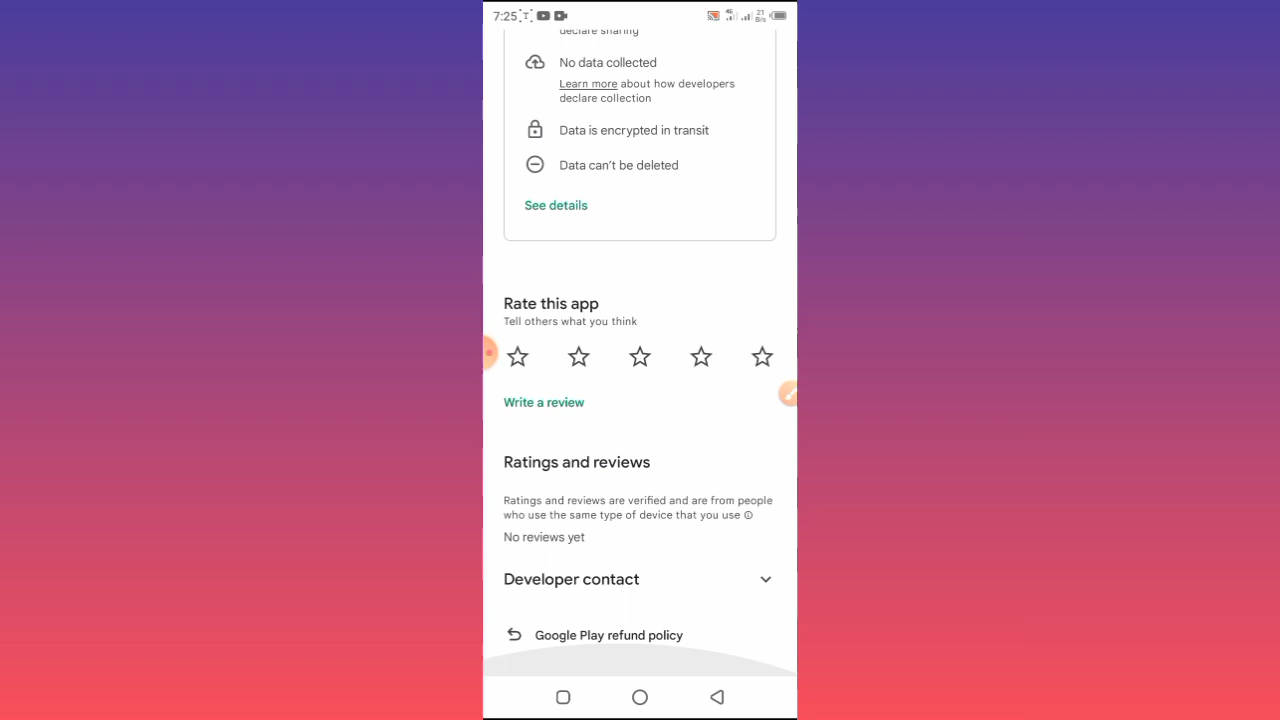 7:25
21
B/s
declare sharing
No data collected
Learn more about how developers
declare collection
Data is encrypted in transit
Data can't be deleted
See details
Rate this app
Tell others what you think
Write a review
Ratings and reviews
Ratings and reviews are verified and are from people
who use the same type of device that you use
No reviews yet
Developer contact
Google Play refund policy